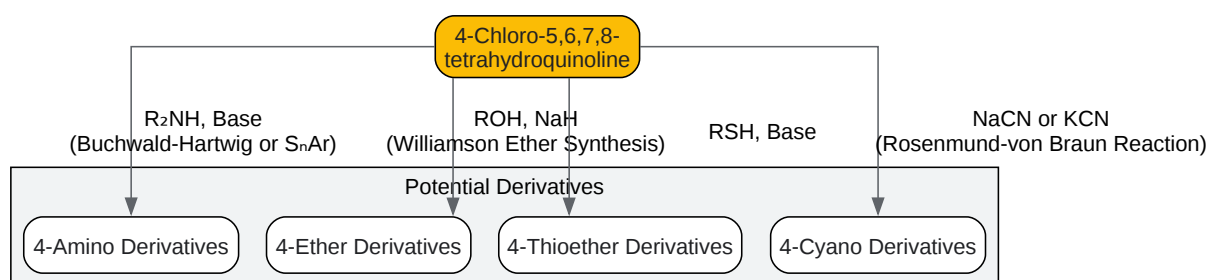 4-Chloro-5,6,7,8-
tetrahydroquinoline
R₂NH, Base
(Buchwald-Hartwig or SₙAr)
ROH, NaH
(Williamson Ether Synthesis)
RSH, Base
NaCN or KCN
(Rosenmund-von Braun Reaction)
Potential Derivatives
4-Amino Derivatives
4-Ether Derivatives
4-Thioether Derivatives
4-Cyano Derivatives